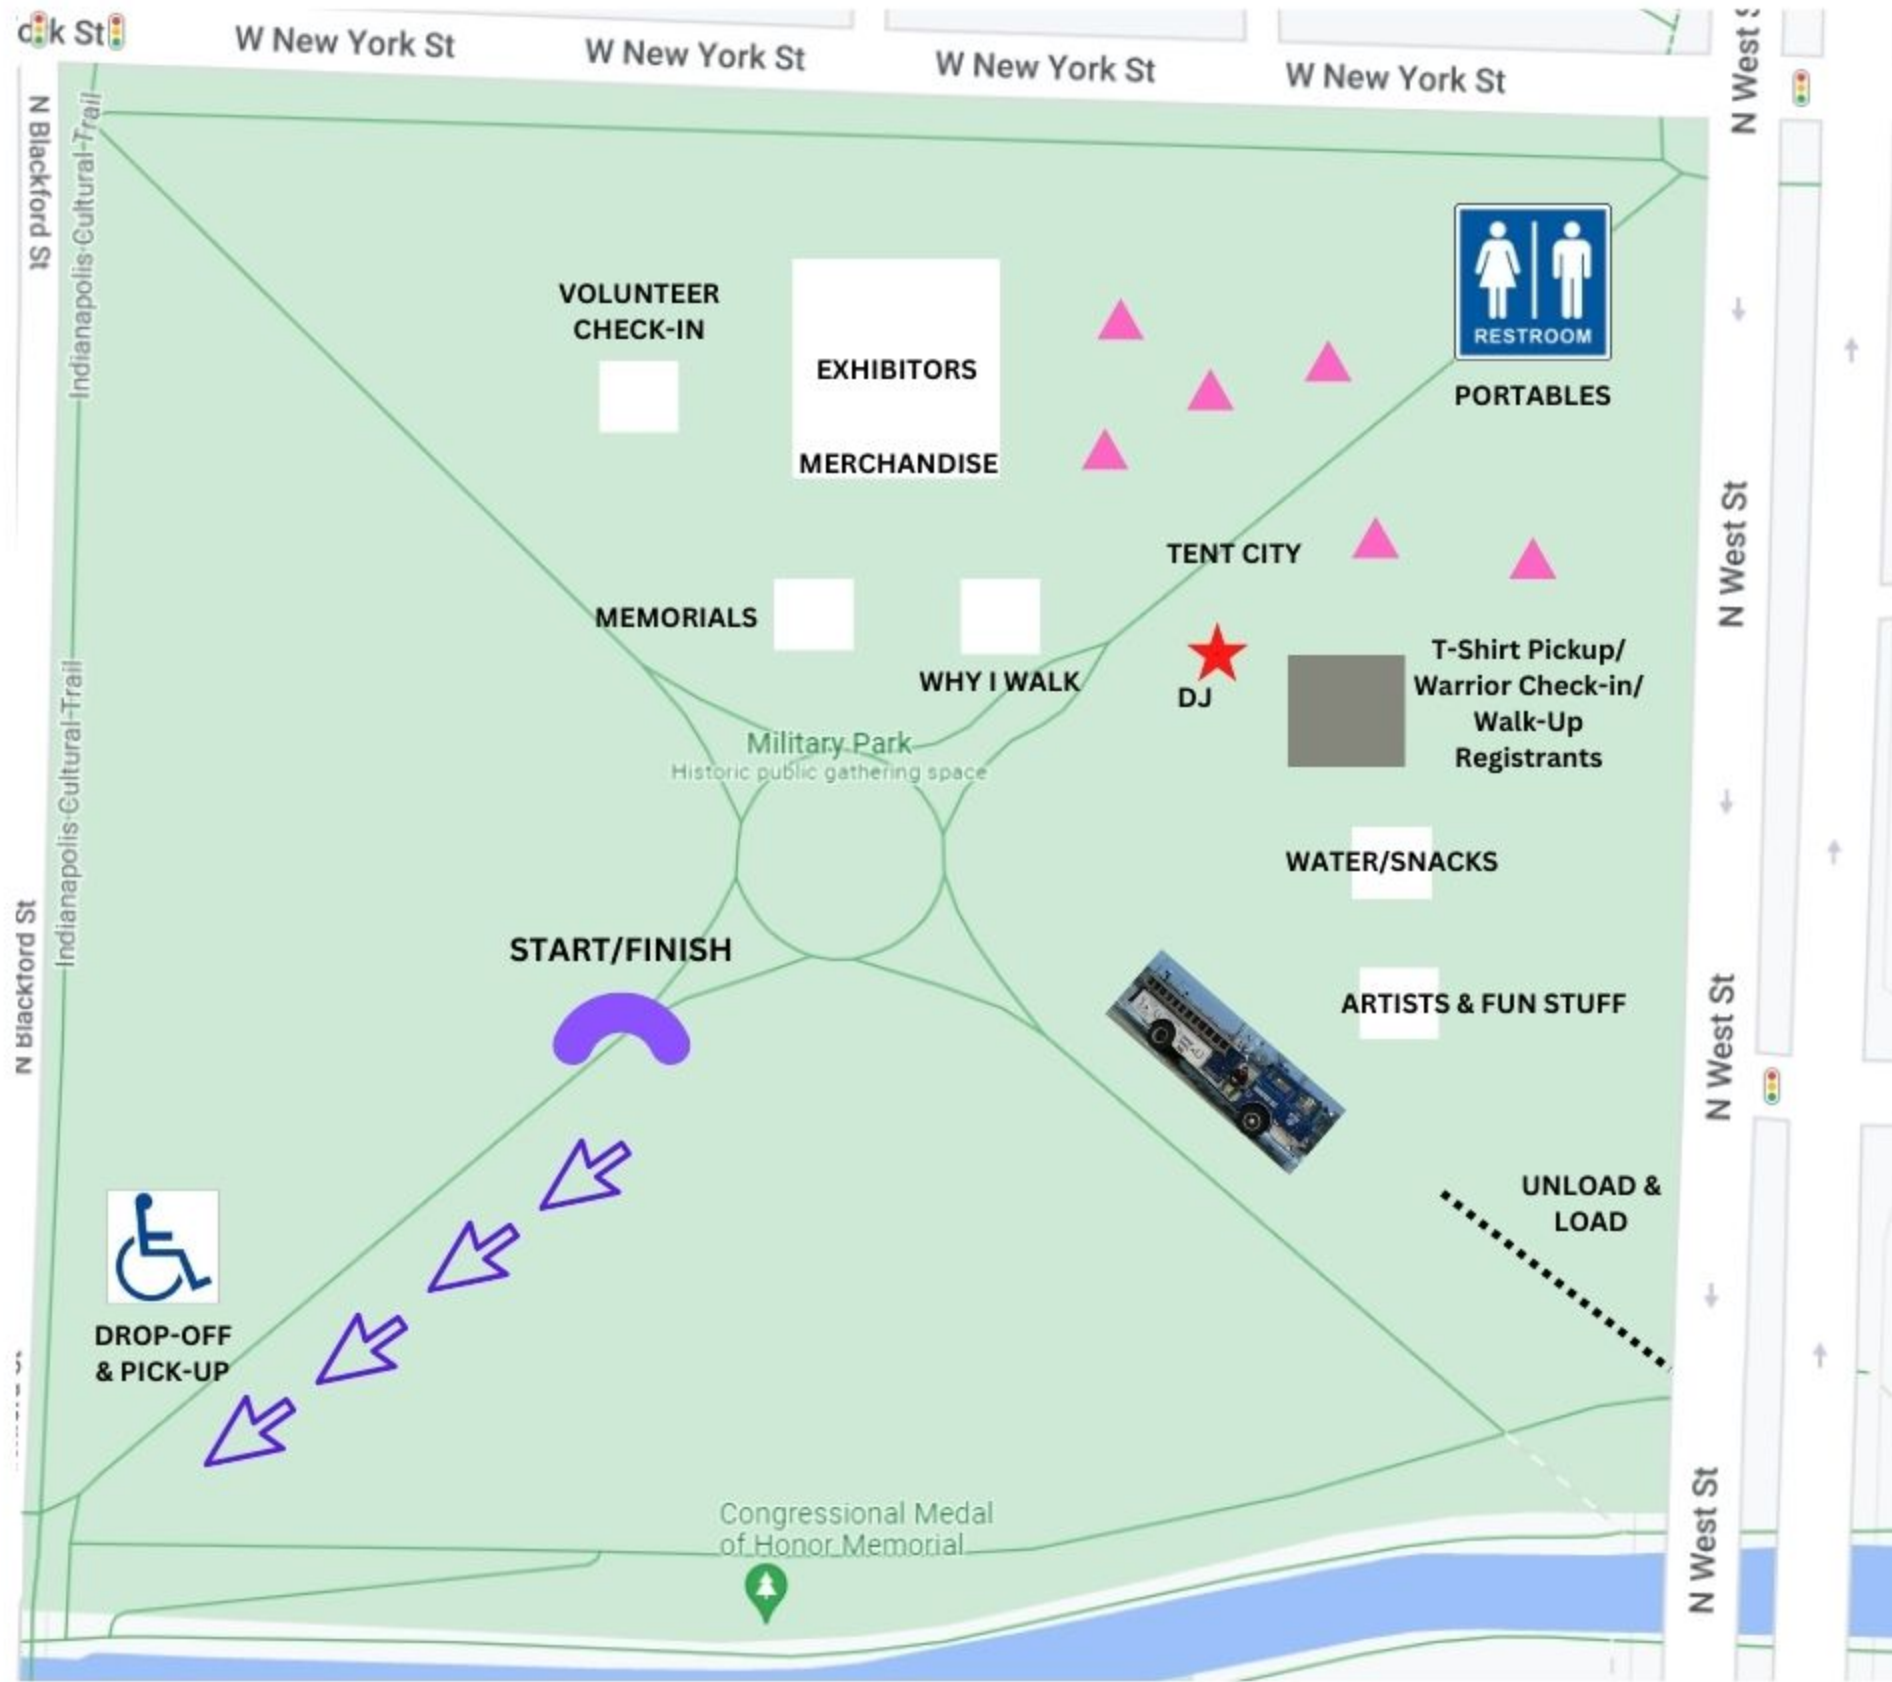 k St
W New York St
W New York St
W New York St
W New York St
N West S
N Blackford St
Indianapolis Cultural Trail
RESTROOM
PORTABLES
VOLUNTEER
CHECK-IN
EXHIBITORS
MERCHANDISE
TENT CITY
N West St
MEMORIALS
WHY I WALK
DJ
T-Shirt Pickup/
Warrior Check-in/
Walk-Up
Registrants
Military Park
Historic public gathering space
Indianapolis Cultural Trail
WATER/SNACKS
START/FINISH
N Blackford St
ARTISTS & FUN STUFF
N West St
UNLOAD &
LOAD
DROP-OFF
& PICK-UP
Congressional Medal
of Honor Memorial
N West St